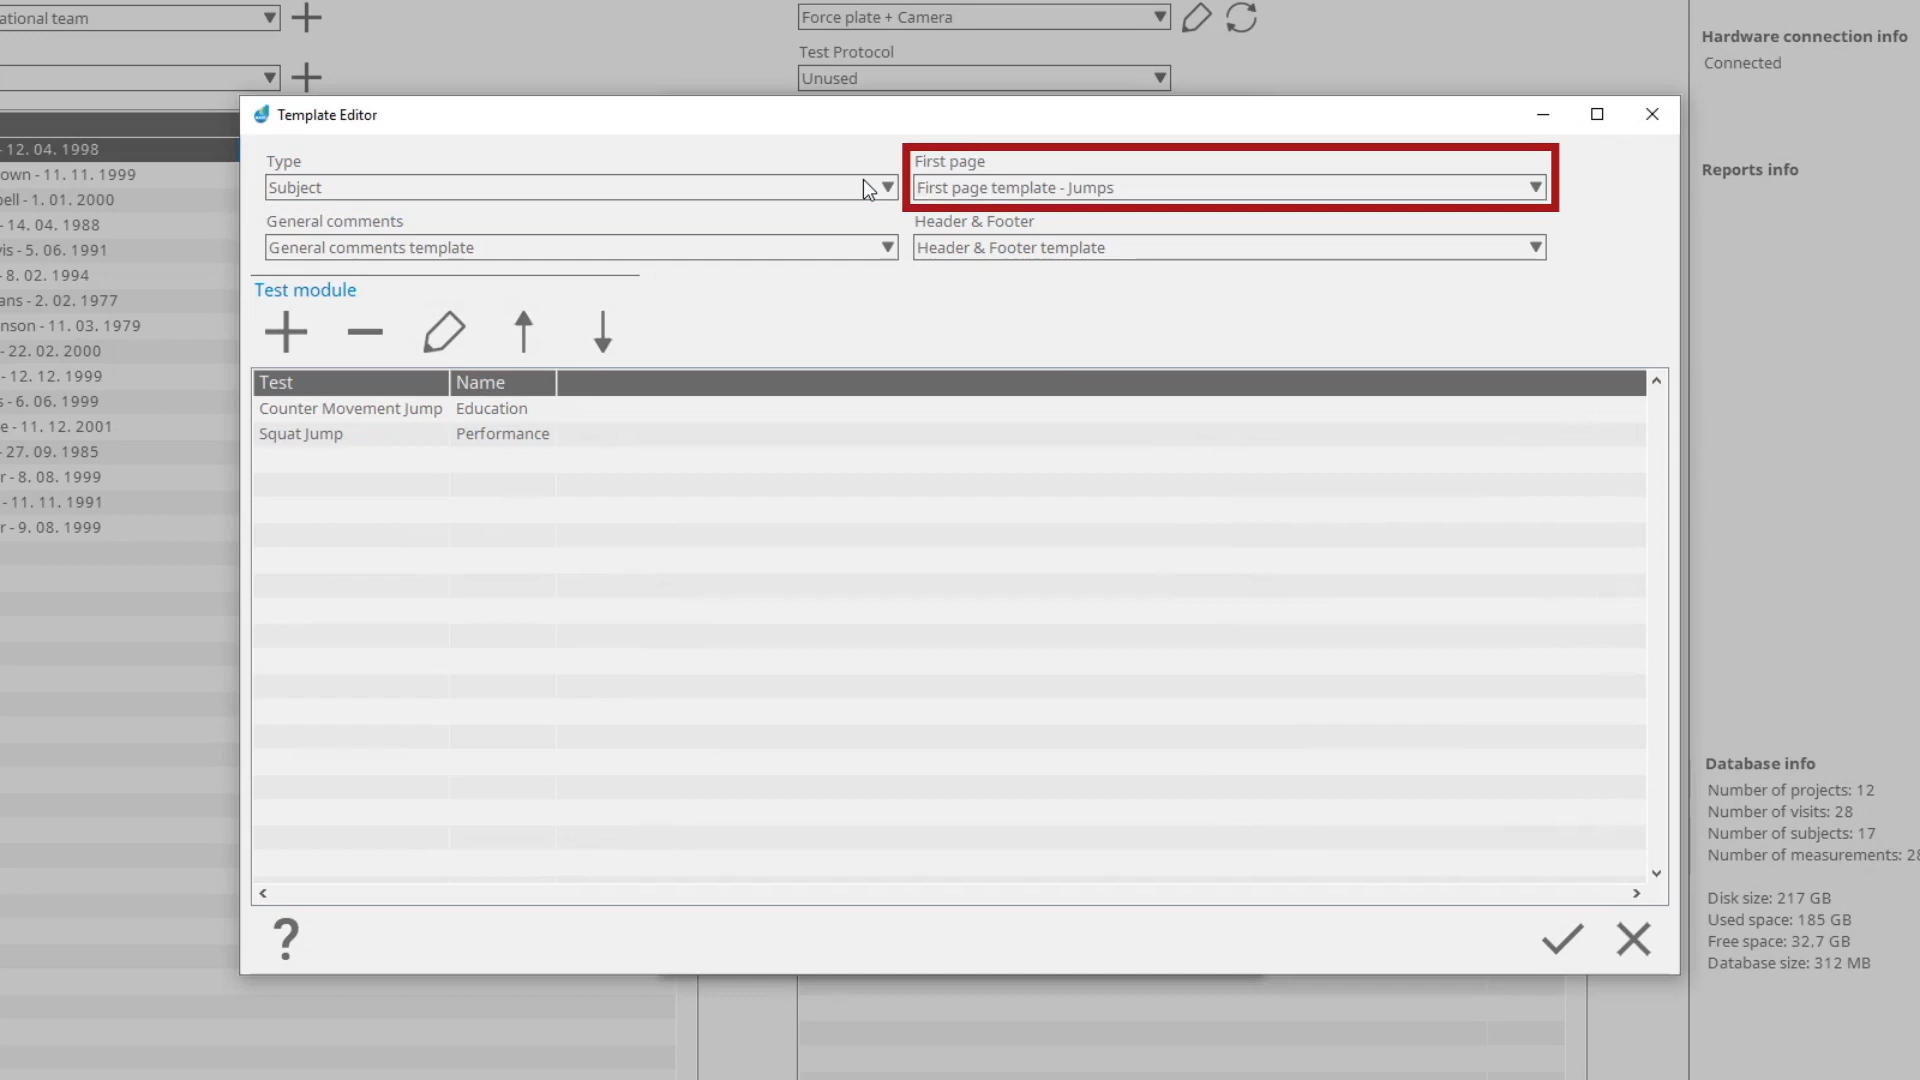 ational team
Force plate + Camera
Test Protocol
Unused
Hardware connection info
Connected
Reports info
- 12. 04. 1998
own - 11. 11. 1999
ell - 1. 01. 2000
- 14. 04. 1988
vis - 5. 06. 1991
- 8. 02. 1994
ans - 2. 02. 1977
nson - 11. 03. 1979
- 22. 02. 2000
- 12. 12. 1999
s - 6. 06. 1999
e - 11. 12. 2001
- 27. 09. 1985
r - 8. 08. 1999
- 11. 11. 1991
r - 9. 08. 1999
Template Editor
Type
First page
Subject
First page template - Jumps
General comments
Header & Footer
General comments template
Header & Footer template
Test module
Test
Name
Counter Movement Jump
Education
Squat Jump
Performance
?
Database info
Number of projects: 12
Number of visits: 28
Number of subjects: 17
Number of measurements: 28
Disk size: 217 GB
Used space: 185 GB
Free space: 32.7 GB
Database size: 312 MB